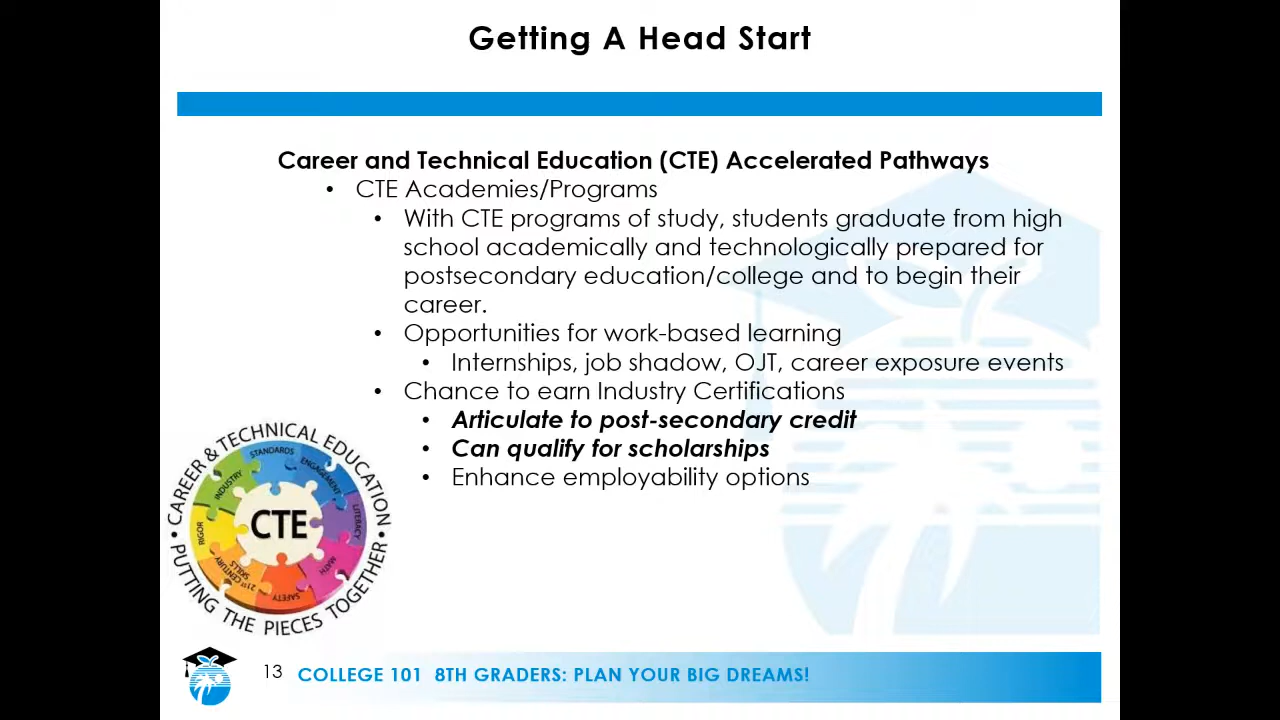 Getting A Head Start
Career and Technical Education (CTE) Accelerated Pathways
• CTE Academies/Programs
• With CTE programs of study, students graduate from high
school academically and technologically prepared for
postsecondary education/college and to begin their
career.
• Opportunities for work-based learning
• Internships, job shadow, OJT, career exposure events
• Chance to earn Industry Certifications
• Articulate to post-secondary credit
• Can qualify for scholarships
• Enhance employability options
• CAREER & TECHNICAL EDUCATION •
PUTTING THE PIECES TOGETHER
STANDARDS
ENGAGEMENT
LITERACY
MATH
SAFETY
21ST CENTURY
SKILLS
RIGOR
INDUSTRY
CTE
13 COLLEGE 101 8TH GRADERS: PLAN YOUR BIG DREAMS!